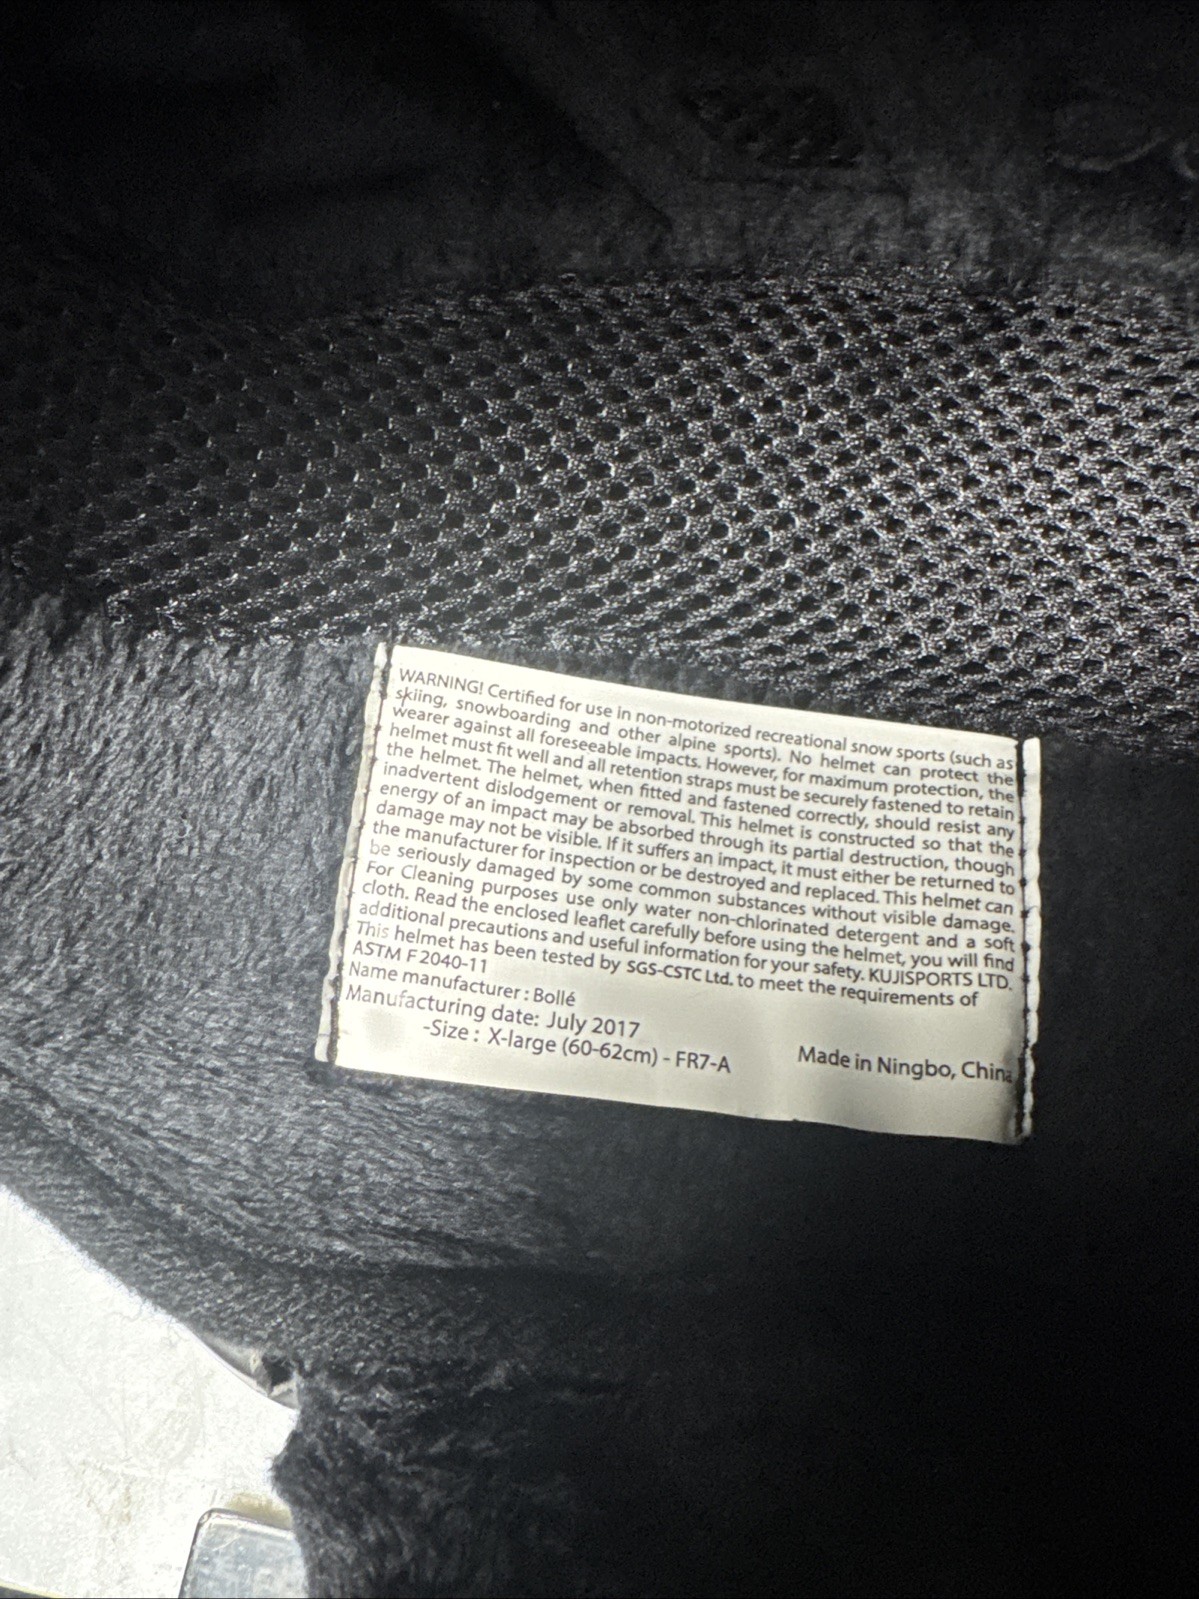 WARNING! Certified for use in non-motorized recreational snow sports (such as
skiing, snowboarding and other alpine sports). No helmet can protect the
wearer against all foreseeable impacts. However, for maximum protection, the
helmet must fit well and all retention straps must be securely fastened to retain
the helmet. The helmet, when fitted and fastened correctly, should resist any
inadvertent dislodgement or removal. This helmet is constructed so that the
energy of an impact may be absorbed through its partial destruction, though
damage may not be visible. If it suffers an impact, it must either be returned to
the manufacturer for inspection or be destroyed and replaced. This helmet can
be seriously damaged by some common substances without visible damage.
For Cleaning purposes use only water non-chlorinated detergent and a soft
cloth. Read the enclosed leaflet carefully before using the helmet, you will find
additional precautions and useful information for your safety. KUJISPORTS LTD.
This helmet has been tested by SGS-CSTC Ltd. to meet the requirements of
ASTM F 2040-11
Name manufacturer : Bollé
Manufacturing date: July 2017
-Size : X-large (60-62cm) - FR7-A
Made in Ningbo, China